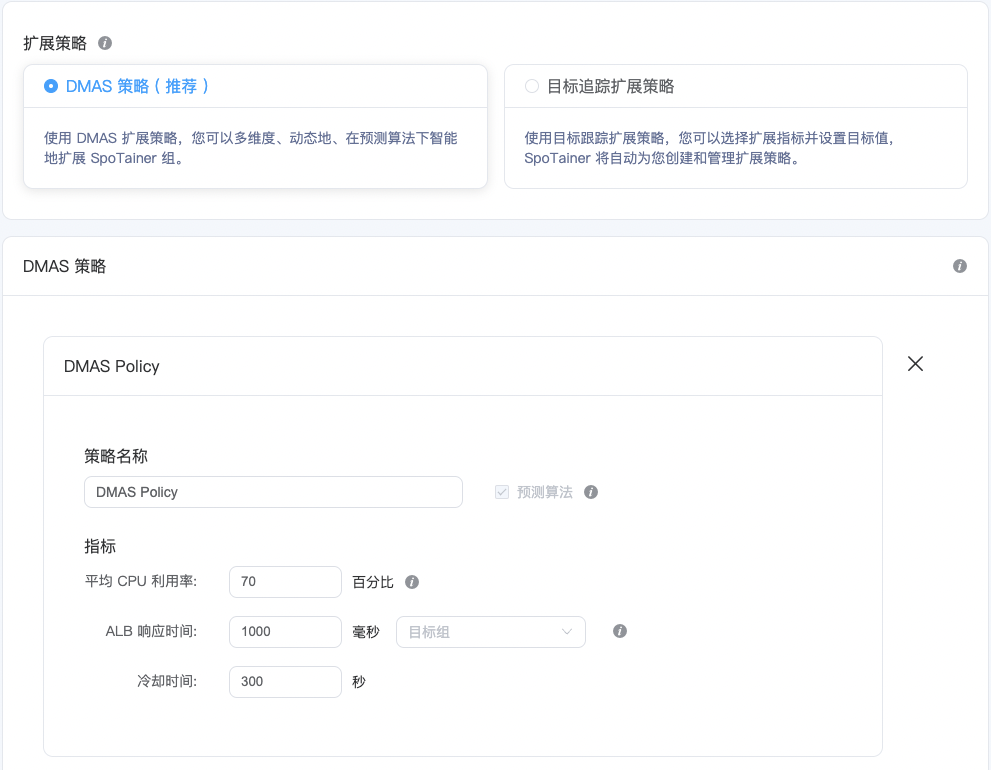 扩展策略
DMAS 策略（推荐）
使用 DMAS 扩展策略，您可以多维度、动态地、在预测算法下智能
地扩展 SpoTainer 组。
目标追踪扩展策略
使用目标跟踪扩展策略，您可以选择扩展指标并设置目标值，
SpoTainer 将自动为您创建和管理扩展策略。
DMAS 策略
DMAS Policy
策略名称
DMAS Policy
预测算法
指标
平均 CPU 利用率: 70 百分比
ALB 响应时间: 1000 毫秒 目标组
冷却时间: 300 秒